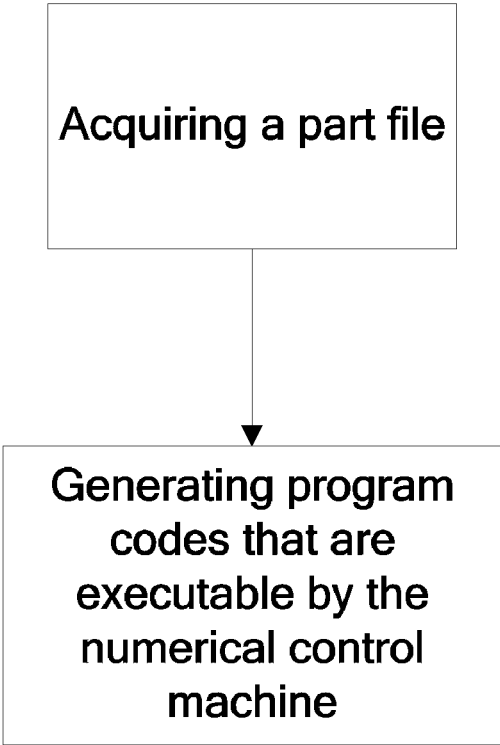 Acquiring a part file
Generating program
codes that are
executable by the
numerical control
machine